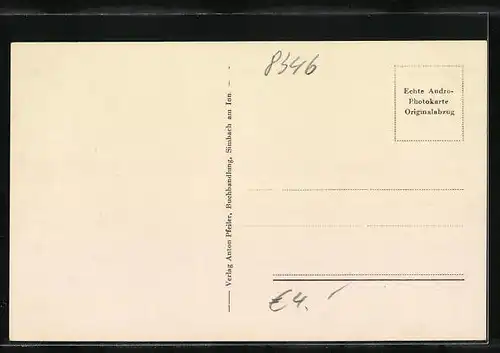 8346
Echte Andro-
Photokarte
Originalabzug
Verlag Anton Pfeiler, Buchhandlung, Simbach am Inn.
€4.